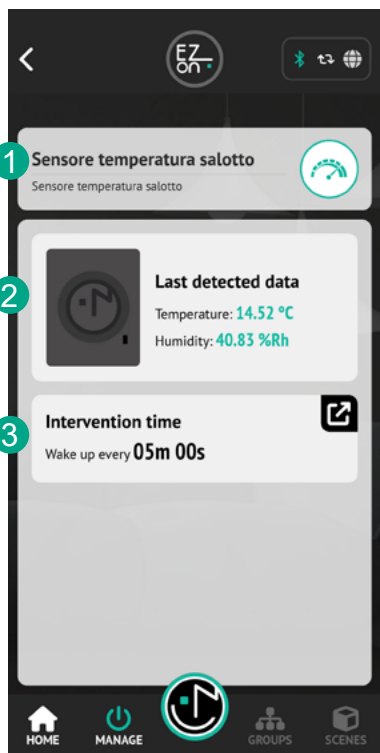 EZ
on
1
Sensore temperatura salotto
Sensore temperatura salotto
2
Last detected data
Temperature: 14.52 °C
Humidity: 40.83 %Rh
3
Intervention time
Wake up every 05m 00s
HOME
MANAGE
GROUPS
SCENES